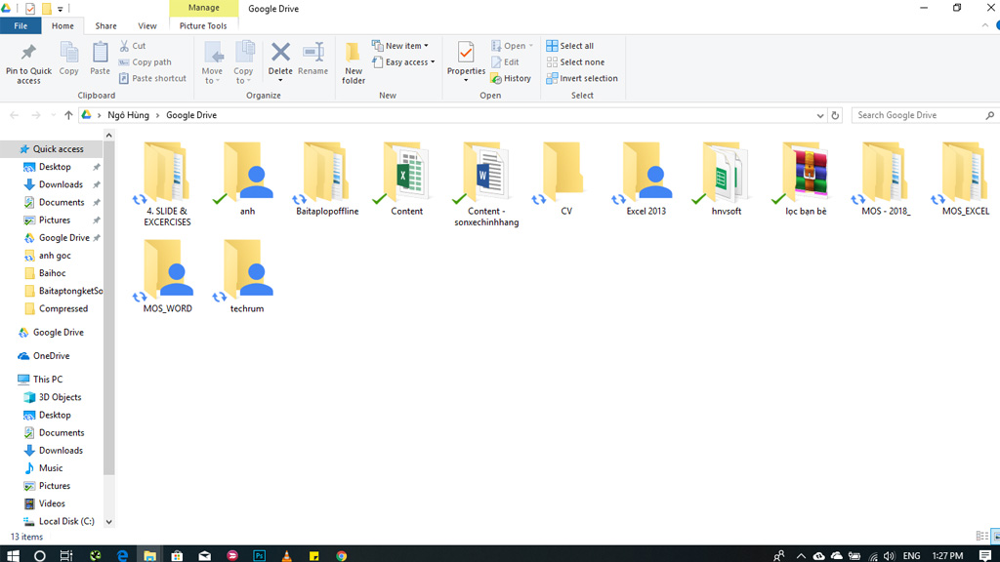 Manage
Google Drive
File
Home
Share
View
Picture Tools
Pin to Quick access
Copy
Paste
Cut
Copy path
Paste shortcut
Clipboard
Move to
Copy to
Delete
Rename
Organize
New folder
New item
Easy access
New
Properties
Open
Edit
History
Open
Select all
Select none
Invert selection
Select
Ngô Hùng
Google Drive
Search Google Drive
Quick access
Desktop
Downloads
Documents
Pictures
Google Drive
anh goc
Baihoc
BaitaptongketSo
Compressed
Google Drive
OneDrive
This PC
3D Objects
Desktop
Documents
Downloads
Music
Pictures
Videos
Local Disk (C:)
4. SLIDE &
EXCERCISES
anh
Baitaplopoffline
Content
Content -
sonxechinhhang
CV
Excel 2013
hnvsoft
lọc bạn bè
MOS - 2018_
MOS_EXCEL
MOS_WORD
techrum
13 items
ENG
1:27 PM